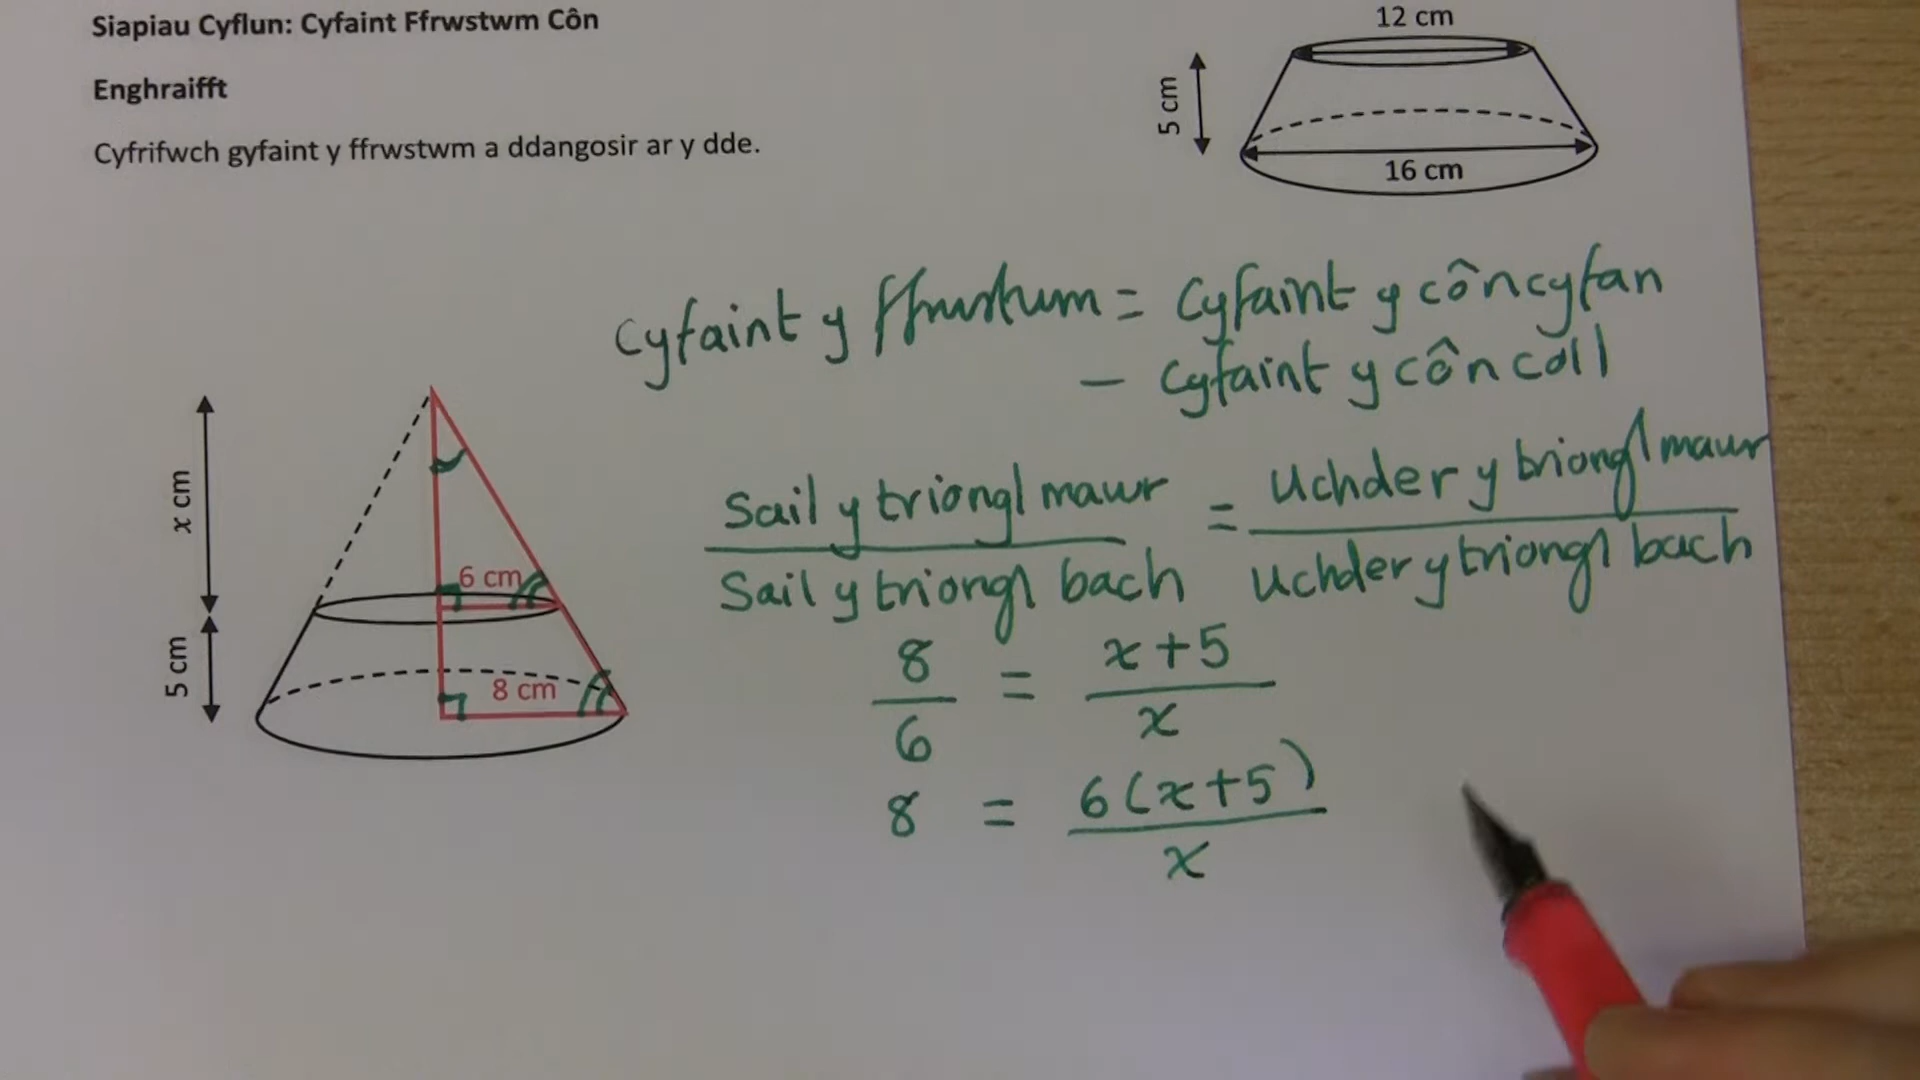 Siapiau Cyflun: Cyfaint Ffrwstwm Côn
Enghraifft
Cyfrifwch gyfaint y ffrwstwm a ddangosir ar y dde.
12 cm
5 cm
16 cm
Cyfaint y ffrwstwm = Cyfaint y côn cyfan
− Cyfaint y côn coll
x cm
5 cm
6 cm
8 cm
Sail y triongl mawr = Uchder y triongl mawr
Sail y triongl bach Uchder y triongl bach
8 = x+5
6 x
8 = 6(x+5)
x